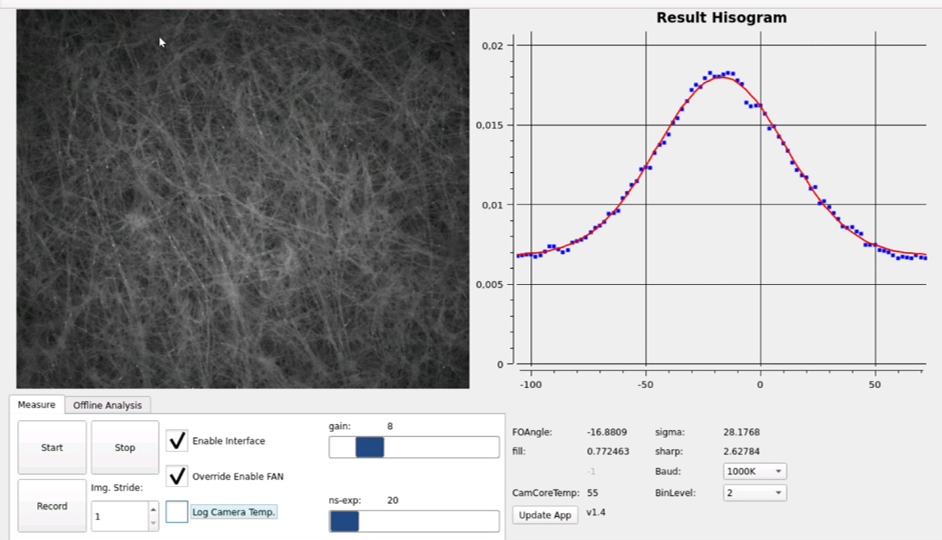 Result Hisogram
0,02
0,015
0,01
0,005
0
-100 -50 0 50
Measure Offline Analysis
Start Stop
Record
Img. Stride:
1
Enable Interface
Override Enable FAN
Log Camera Temp.
gain: 8
ns-exp: 20
FOAngle: -16.8809 sigma: 28.1768
fill: 0.772463 sharp: 2.62784
-1 Baud: 1000K
CamCoreTemp: 55 BinLevel: 2
Update App v1.4